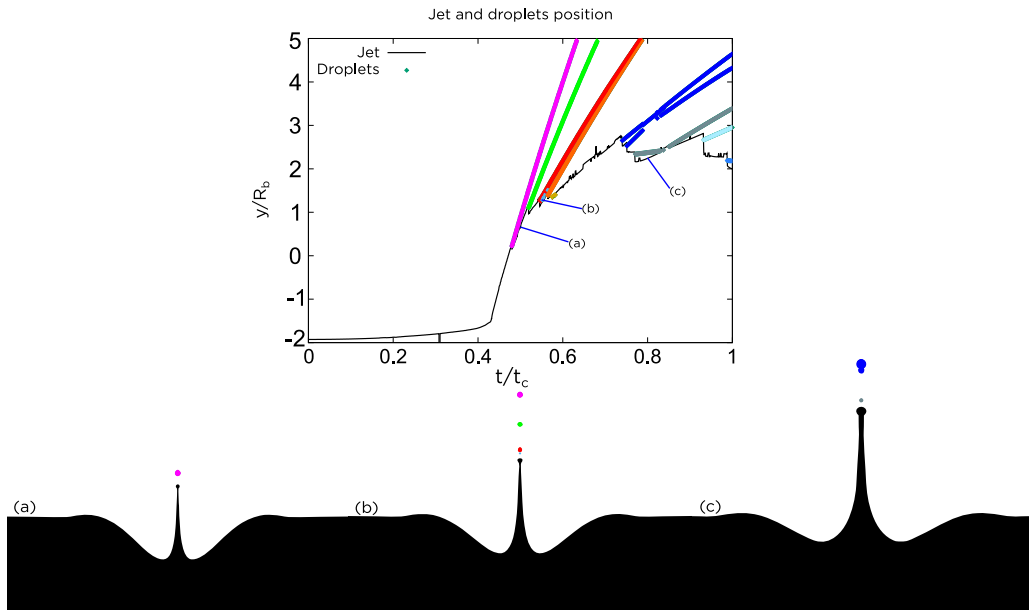 Jet and droplets position
5
4
3
2
1
0
-1
-2
y/R_b
Jet
Droplets
(c)
(b)
(a)
0 0.2 0.4 0.6 0.8 1
t/t_c
(a) (b) (c)